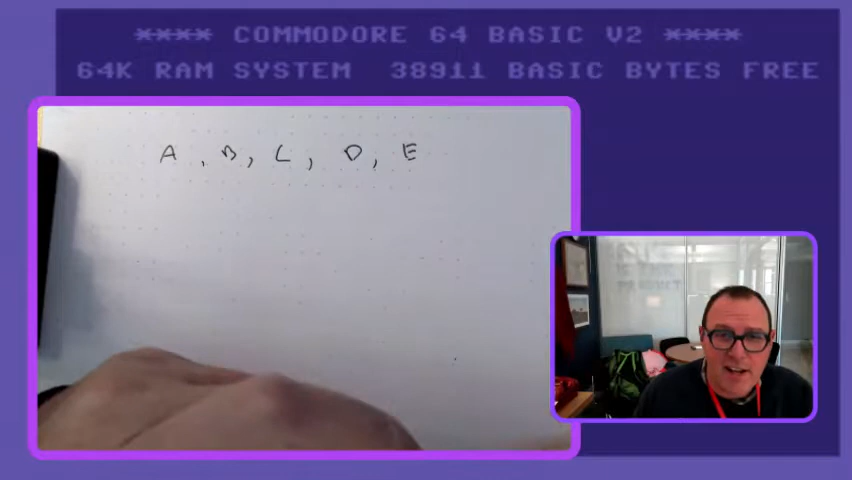 **** COMMODORE 64 BASIC V2 ****
64K RAM SYSTEM 38911 BASIC BYTES FREE
A, B, C, D, E